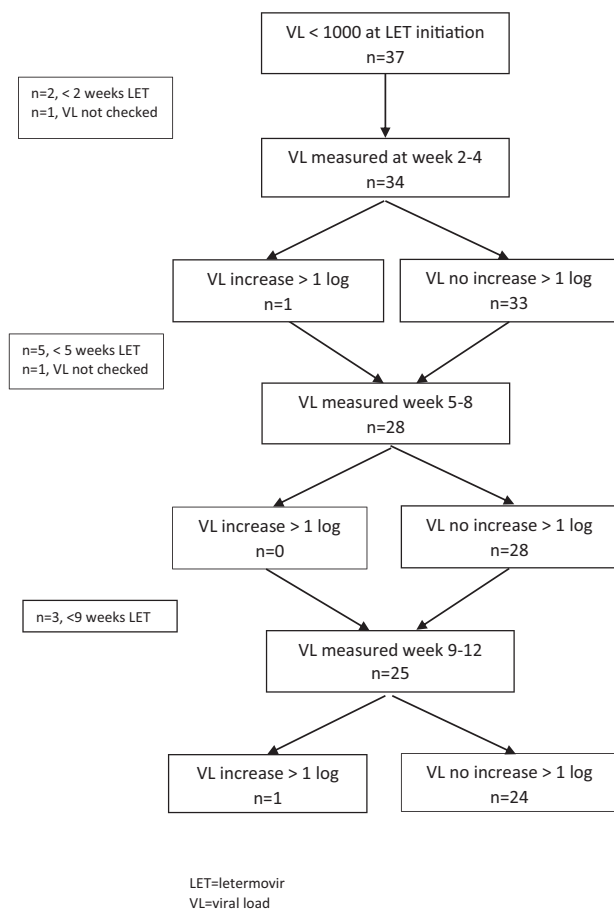 VL < 1000 at LET initiation
n=37
n=2, < 2 weeks LET
n=1, VL not checked
VL measured at week 2-4
n=34
VL increase > 1 log
n=1
VL no increase > 1 log
n=33
n=5, < 5 weeks LET
n=1, VL not checked
VL measured week 5-8
n=28
VL increase > 1 log
n=0
VL no increase > 1 log
n=28
n=3, <9 weeks LET
VL measured week 9-12
n=25
VL increase > 1 log
n=1
VL no increase > 1 log
n=24
LET=letermovir
VL=viral load